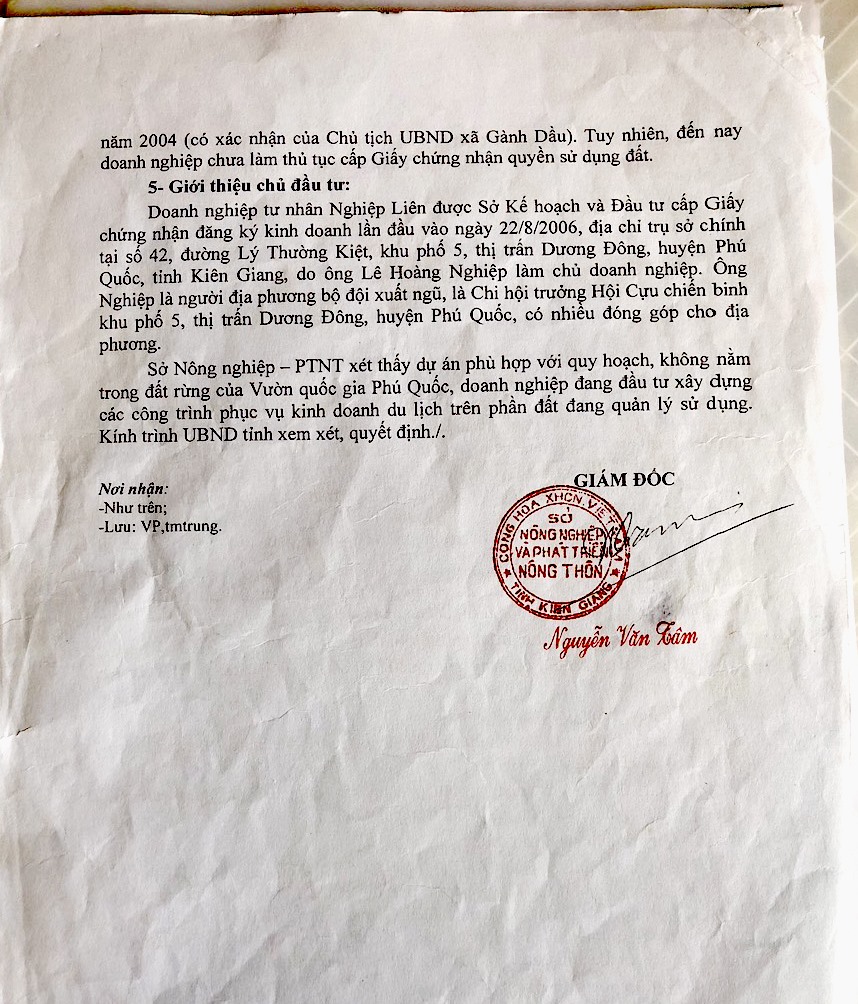 năm 2004 (có xác nhận của Chủ tịch UBND xã Gành Dầu). Tuy nhiên, đến nay
doanh nghiệp chưa làm thủ tục cấp Giấy chứng nhận quyền sử dụng đất.
5- Giới thiệu chủ đầu tư:
Doanh nghiệp tư nhân Nghiệp Liên được Sở Kế hoạch và Đầu tư cấp Giấy
chứng nhận đăng ký kinh doanh lần đầu vào ngày 22/8/2006, địa chỉ trụ sở chính
tại số 42, đường Lý Thường Kiệt, khu phố 5, thị trấn Dương Đông, huyện Phú
Quốc, tỉnh Kiên Giang, do ông Lê Hoàng Nghiệp làm chủ doanh nghiệp. Ông
Nghiệp là người địa phương bộ đội xuất ngũ, là Chi hội trưởng Hội Cựu chiến binh
khu phố 5, thị trấn Dương Đông, huyện Phú Quốc, có nhiều đóng góp cho địa
phương.
Sở Nông nghiệp – PTNT xét thấy dự án phù hợp với quy hoạch, không nằm
trong đất rừng của Vườn quốc gia Phú Quốc, doanh nghiệp đang đầu tư xây dựng
các công trình phục vụ kinh doanh du lịch trên phần đất đang quản lý sử dụng.
Kính trình UBND tỉnh xem xét, quyết định./.
Nơi nhận:
-Như trên;
-Lưu: VP,tmtrung.
GIÁM ĐỐC
CỘNG HÒA XHCN VIỆT NAM
SỞ
NÔNG NGHIỆP
VÀ PHÁT TRIỂN
NÔNG THÔN
TỈNH KIÊN GIANG
Nguyễn Văn Tâm